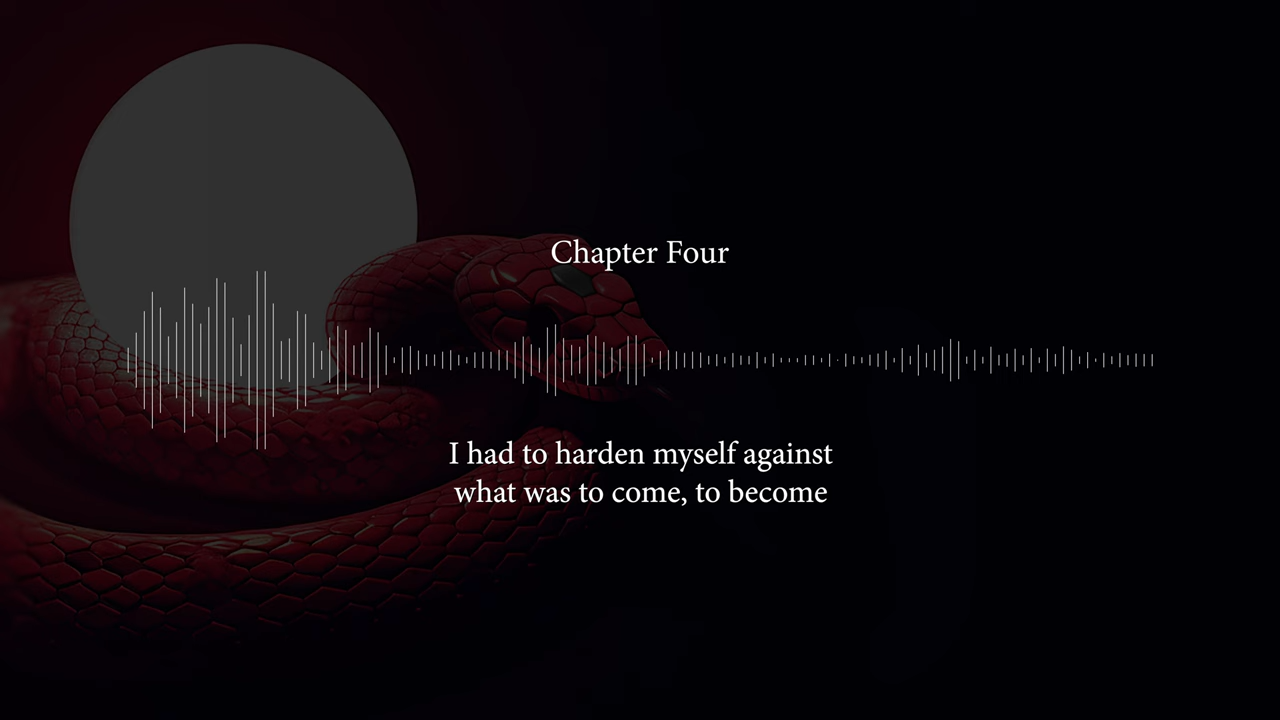 Chapter Four
I had to harden myself against
what was to come, to become